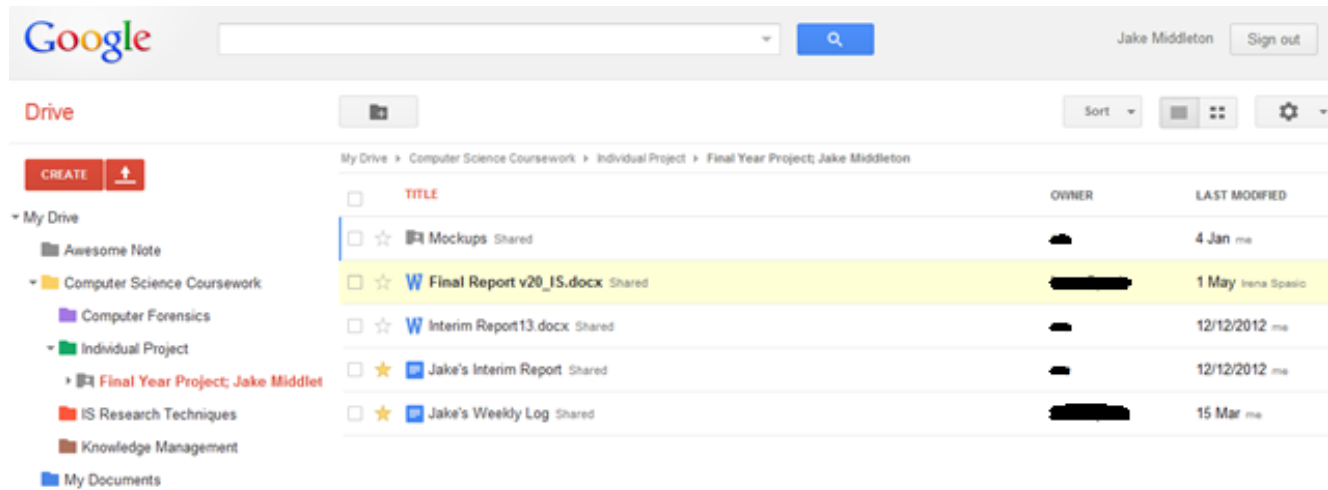 Google
Jake Middleton Sign out
Drive
Sort
CREATE
My Drive
Awesome Note
Computer Science Coursework
Computer Forensics
Individual Project
Final Year Project; Jake Middlet
IS Research Techniques
Knowledge Management
My Documents
My Drive Computer Science Coursework Individual Project Final Year Project; Jake Middleton
TITLE OWNER LAST MODIFIED
Mockups Shared 4 Jan me
W Final Report v20_IS.docx Shared 1 May Irena Spasic
W Interim Report13.docx Shared 12/12/2012 me
Jake's Interim Report Shared 12/12/2012 me
Jake's Weekly Log Shared 15 Mar me